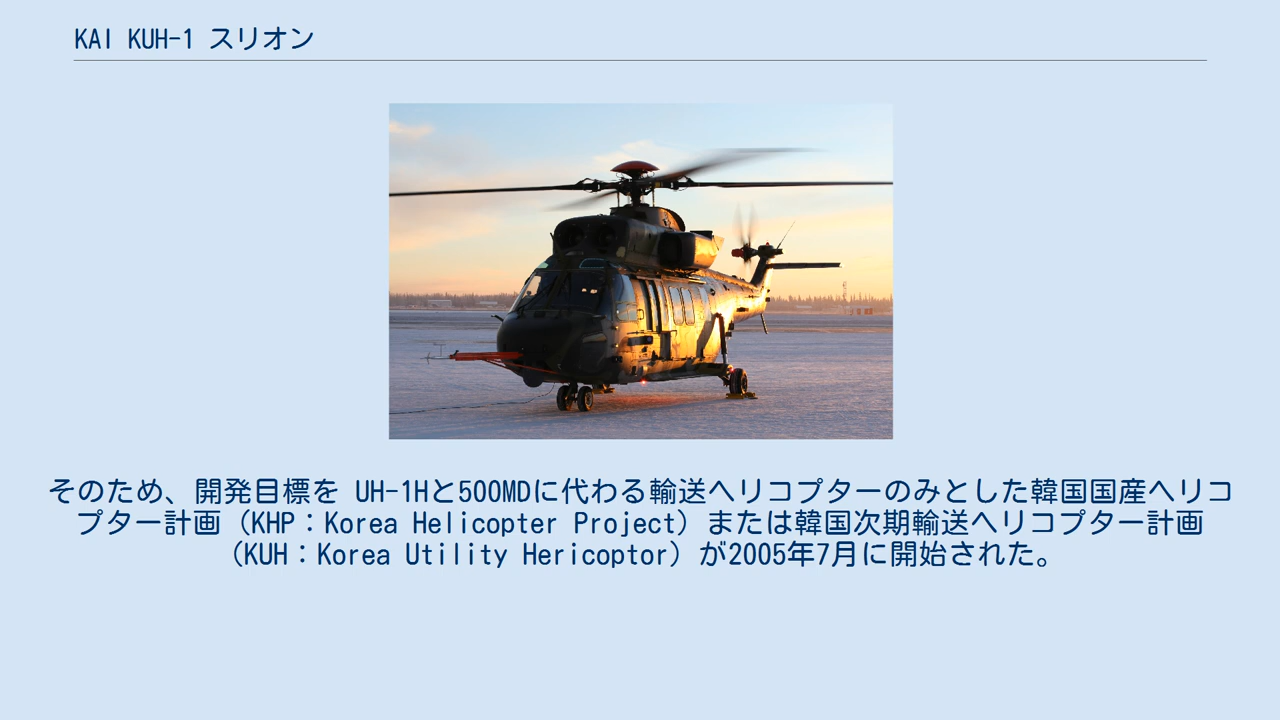 KAI KUH-1 スリオン
そのため、開発目標を UH-1Hと500MDに代わる輸送ヘリコプターのみとした韓国国産ヘリコ
プター計画（KHP：Korea Helicopter Project）または韓国次期輸送ヘリコプター計画
（KUH：Korea Utility Hericoptor）が2005年7月に開始された。